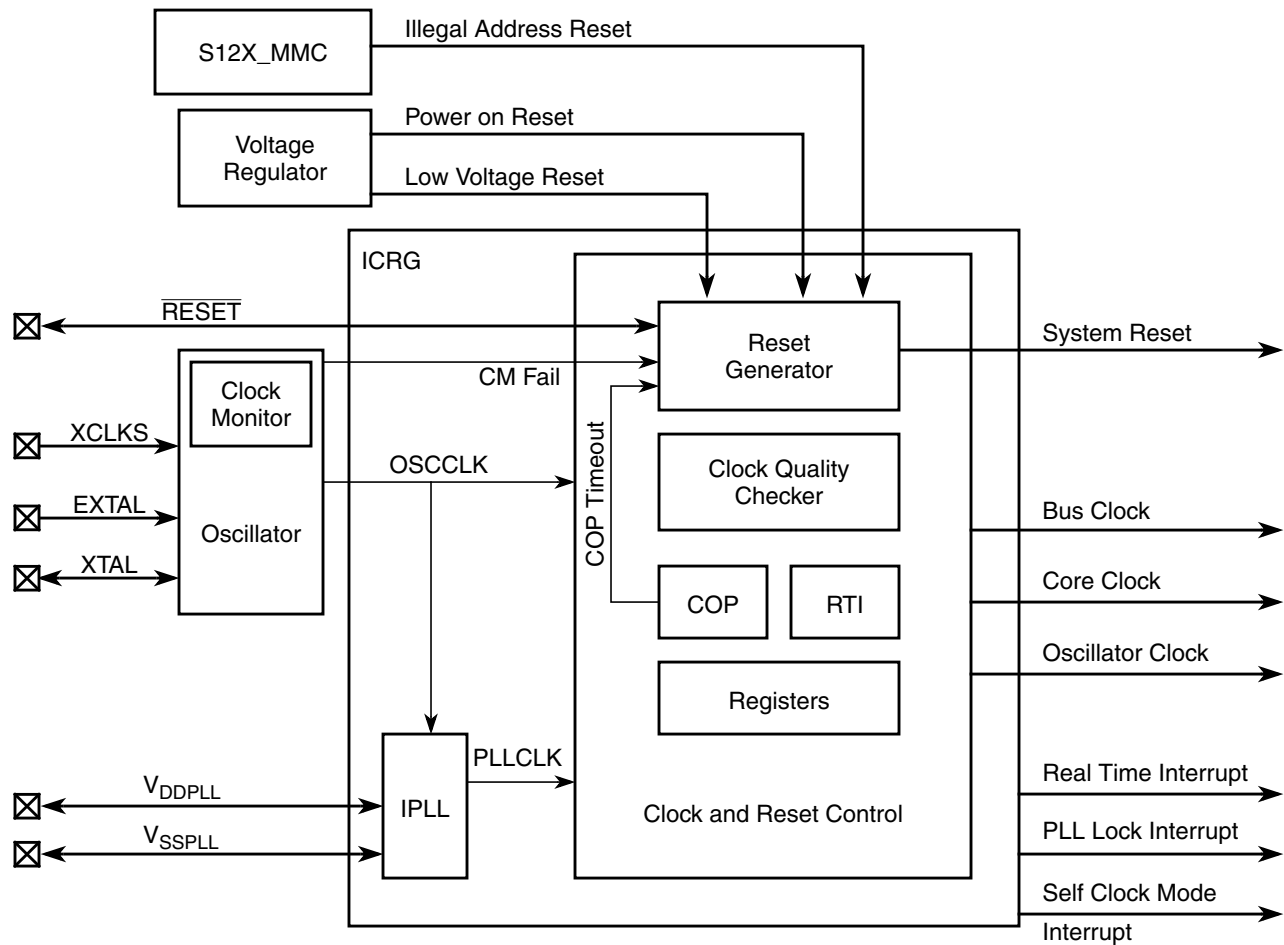 S12X_MMC
Illegal Address Reset
Voltage
Regulator
Power on Reset
Low Voltage Reset
ICRG
RESET
Reset
Generator
System Reset
Clock
Monitor
CM Fail
XCLKS
OSCCLK
COP Timeout
Clock Quality
Checker
EXTAL
Oscillator
XTAL
Bus Clock
COP
RTI
Core Clock
Oscillator Clock
Registers
PLLCLK
VDDPLL
IPLL
VSSPLL
Clock and Reset Control
Real Time Interrupt
PLL Lock Interrupt
Self Clock Mode
Interrupt